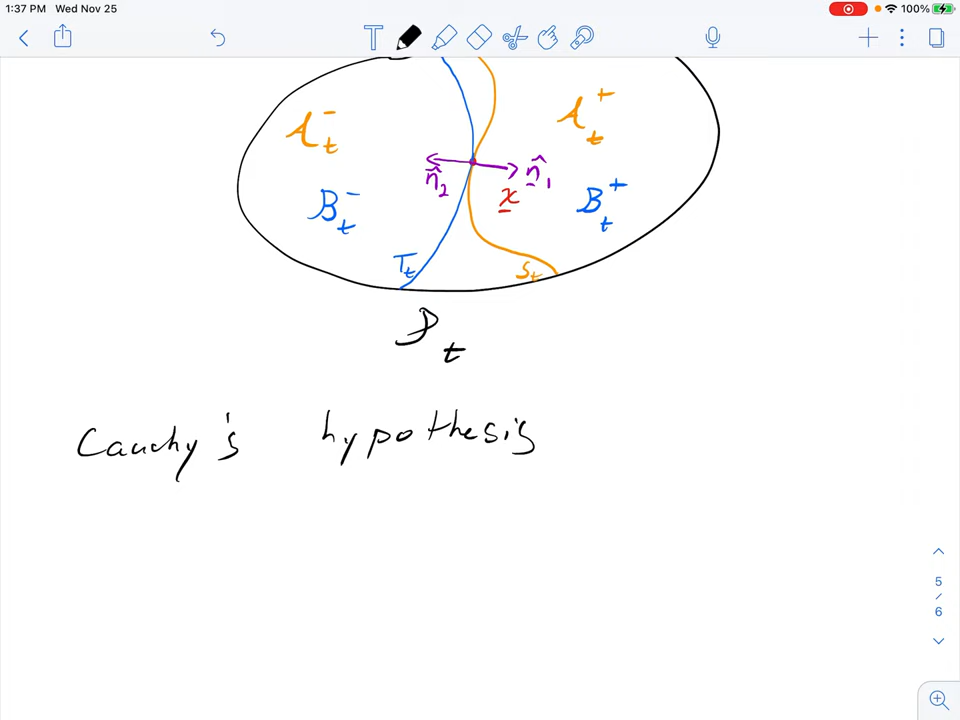 1:37 PM Wed Nov 25
100%
A_t^- A_t^+
n̂_2 n̂_1
x
B_t^- B_t^+
T_t S_t
P_t
Cauchy's hypothesis
5
/
6